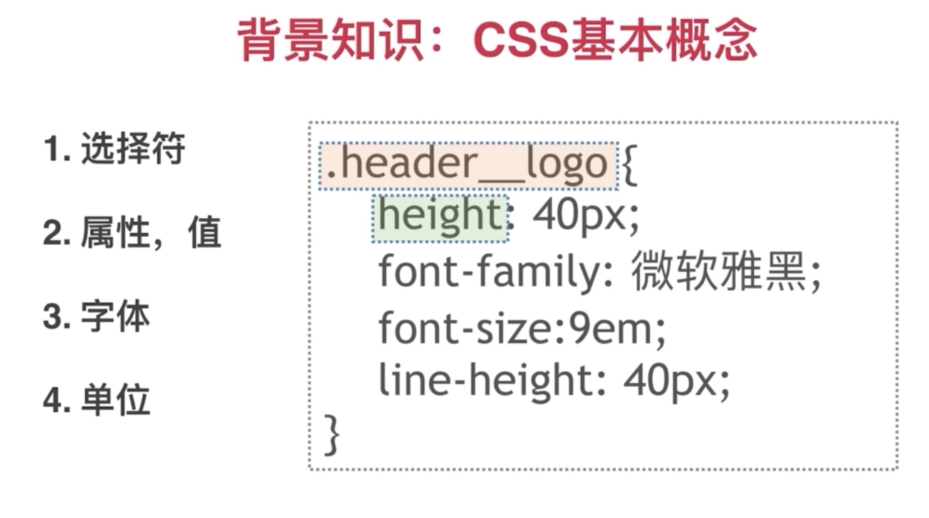 背景知识：CSS基本概念
1. 选择符
2. 属性，值
3. 字体
4. 单位
.header__logo {
height: 40px;
font-family: 微软雅黑;
font-size:9em;
line-height: 40px;
}